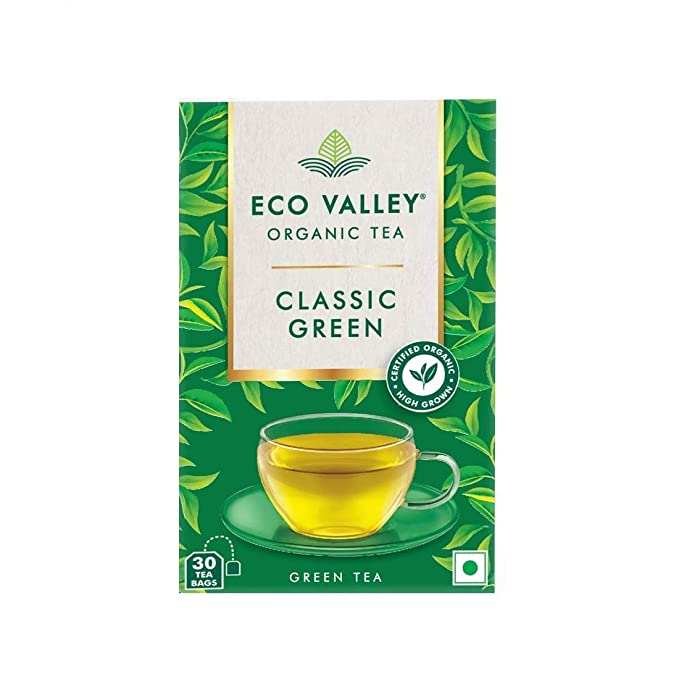 ECO VALLEY®
ORGANIC TEA
CLASSIC
GREEN
CERTIFIED ORGANIC
HIGH GROWN
30
TEA
BAGS
GREEN TEA